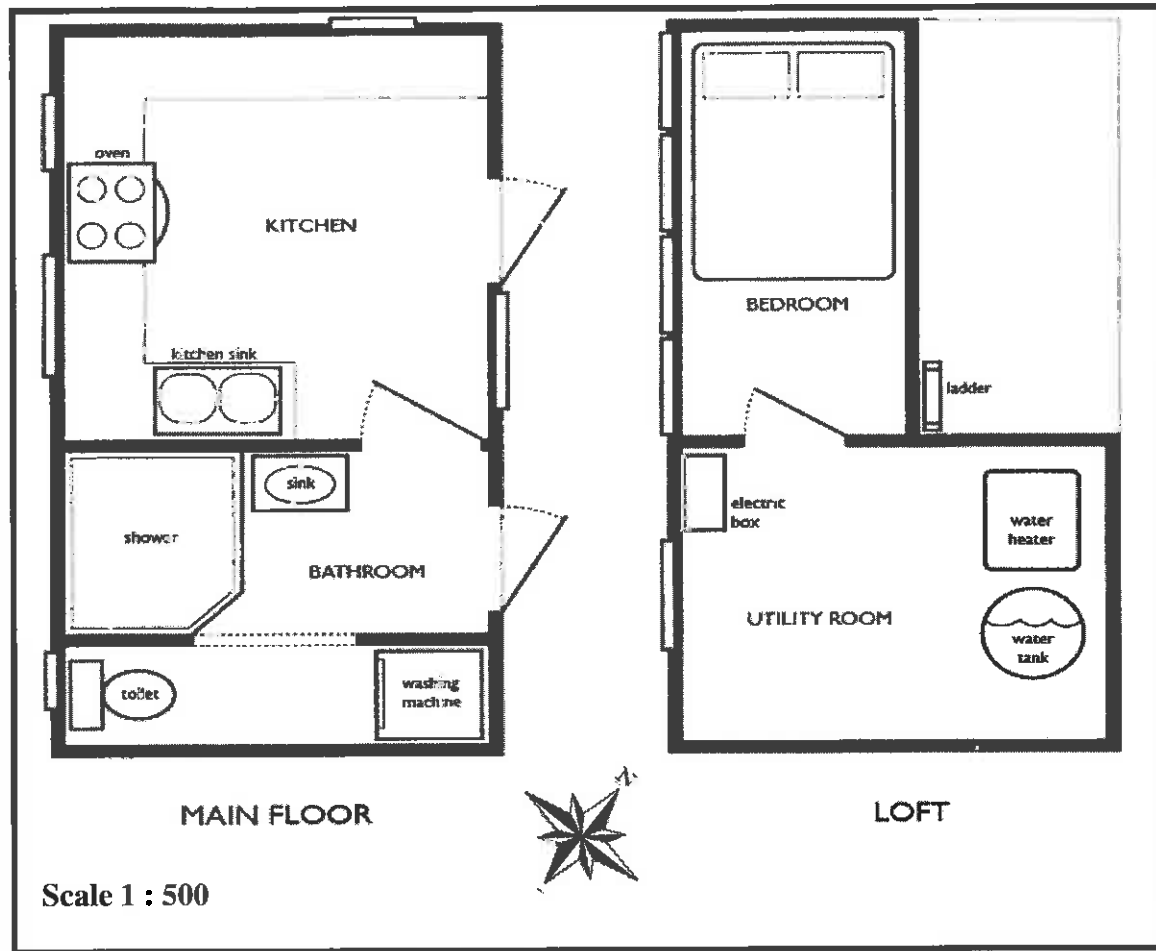 oven
KITCHEN
kitchen sink
sink
shower
BATHROOM
toilet
washing
machine
MAIN FLOOR
BEDROOM
ladder
electric
box
water
heater
UTILITY ROOM
water
tank
LOFT
N
Scale 1 : 500